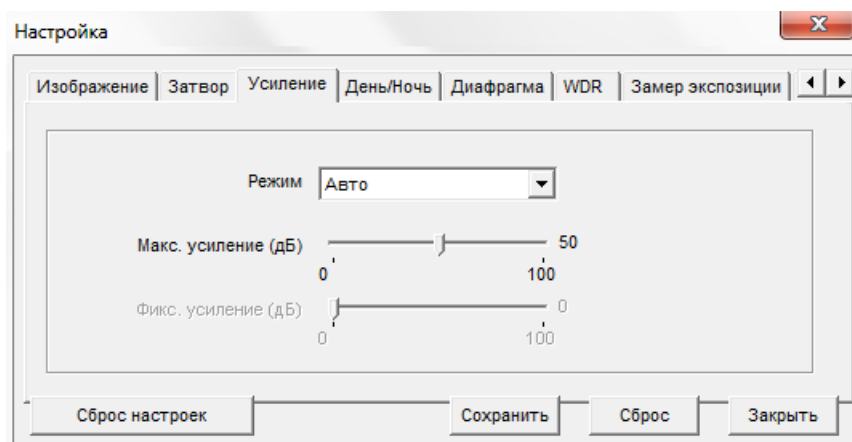 Настройка
Изображение Затвор Усиление День/Ночь Диафрагма WDR Замер экспозиции
Режим Авто
Макс. усиление (дБ) 50
0 100
Фикс. усиление (дБ) 0
0 100
Сброс настроек Сохранить Сброс Закрыть